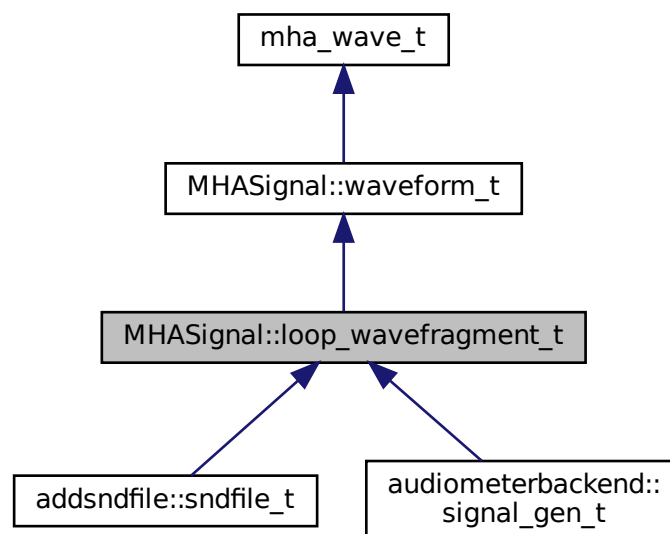 mha_wave_t
MHASignal::waveform_t
MHASignal::loop_wavefragment_t
addsndfile::sndfile_t
audiometerbackend::
signal_gen_t